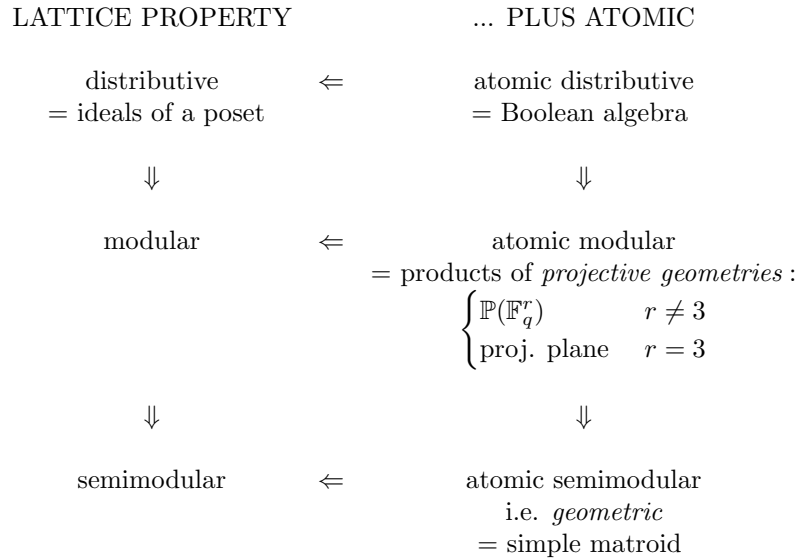 LATTICE PROPERTY ... PLUS ATOMIC
distributive ⇐ atomic distributive
= ideals of a poset = Boolean algebra
⇓ ⇓
modular ⇐ atomic modular
= products of projective geometries :
{ ℙ(𝔽_q^r) r ≠ 3
proj. plane r = 3
⇓ ⇓
semimodular ⇐ atomic semimodular
i.e. geometric
= simple matroid